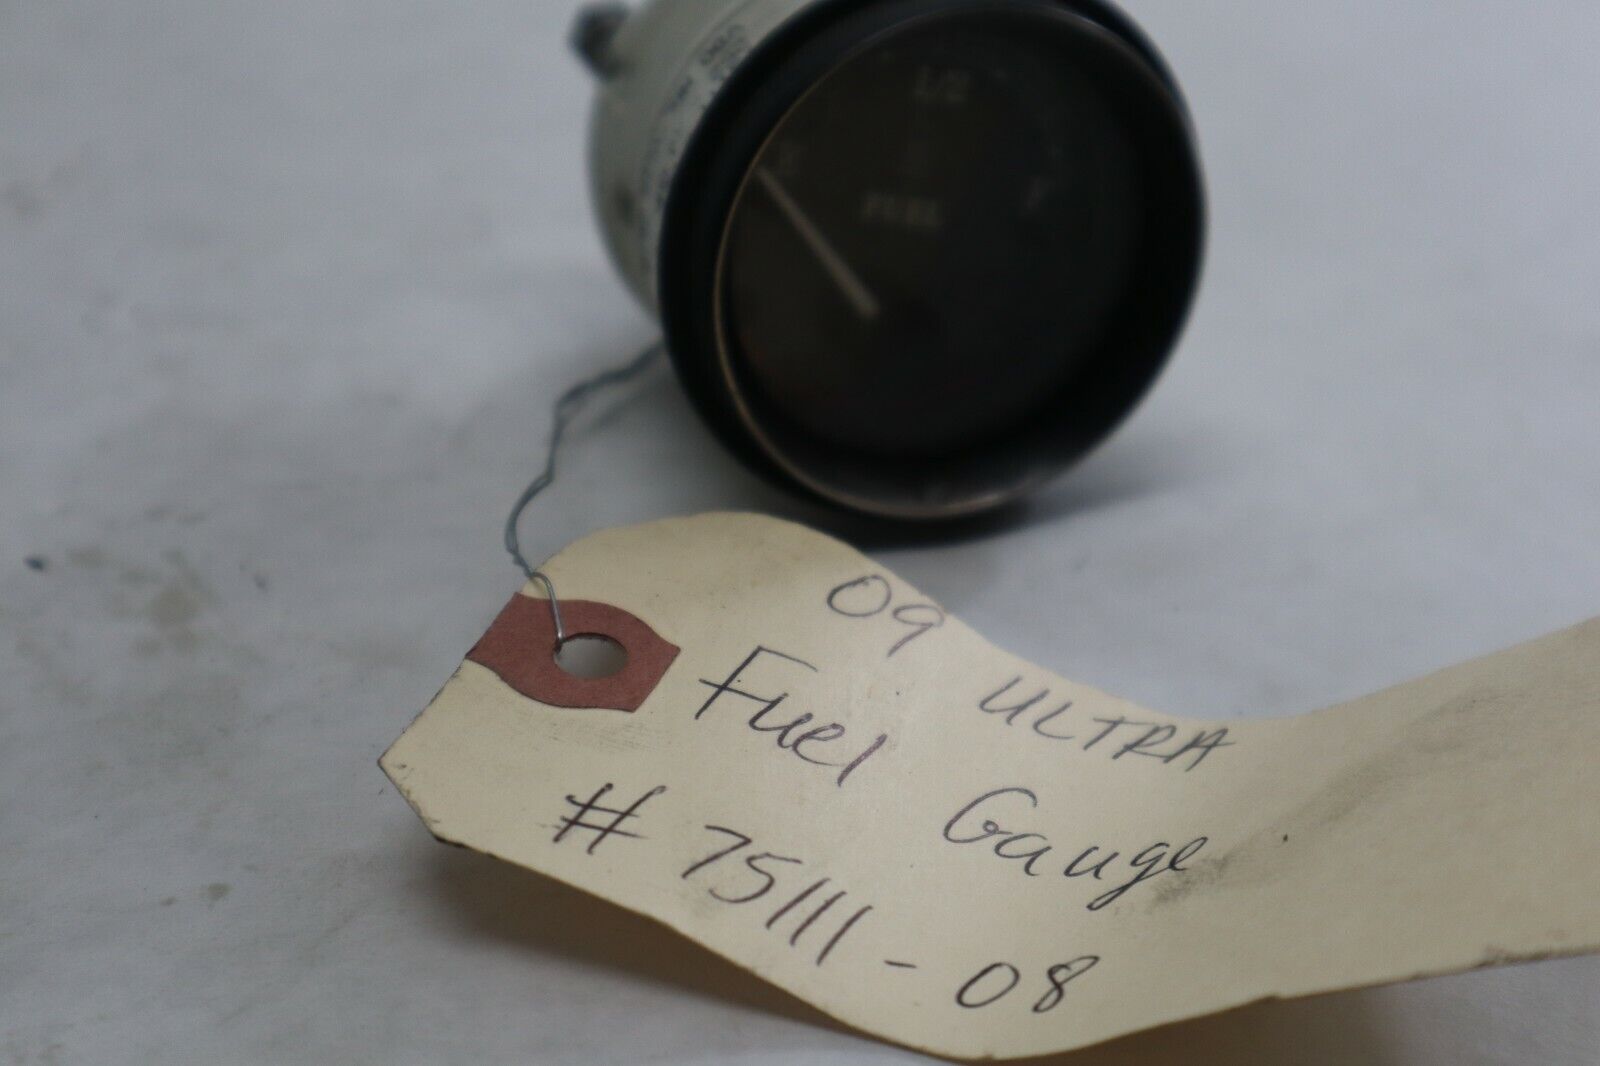 1/2
E
F
FUEL
09 ULTRA
Fuel Gauge
# 75111-08